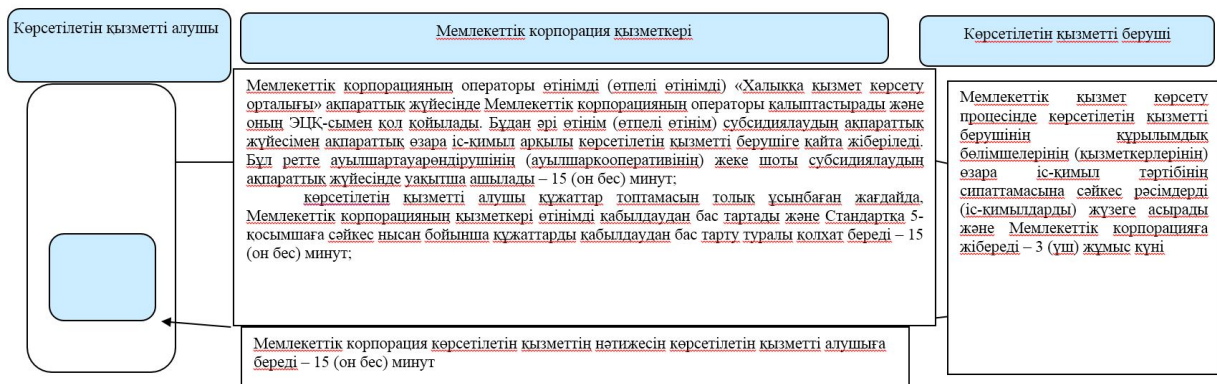 Көрсетілетін қызметті алушы
Мемлекеттік корпорация қызметкері
Көрсетілетін қызметті беруші
Мемлекеттік корпорацияның операторы өтінімді (өтпелі өтінімді) «Халыққа қызмет көрсету
орталығы» ақпараттық жүйесінде Мемлекеттік корпорацияның операторы қалыптастырады және
оның ЭЦҚ-сымен қол қойылады. Бұдан әрі өтінім (өтпелі өтінім) субсидиялаудың ақпараттық
жүйесімен ақпараттық өзара іс-қимыл арқылы көрсетілетін қызметті берушіге қайта жіберіледі.
Бұл ретте ауылшартауарөндірушінің (ауылшаркооперативінің) жеке шоты субсидиялаудың
ақпараттық жүйесінде уақытша ашылады – 15 (он бес) минут;
көрсетілетін қызметті алушы құжаттар топтамасын толық ұсынбаған жағдайда,
Мемлекеттік корпорацияның қызметкері өтінімді қабылдаудан бас тартады және Стандартқа 5-
қосымшаға сәйкес нысан бойынша құжаттарды қабылдаудан бас тарту туралы қолхат береді – 15
(он бес) минут;
Мемлекеттік қызмет көрсету
процесінде көрсетілетін қызметті
берушінің құрылымдық
бөлімшелерінің (қызметкерлерінің)
өзара іс-қимыл тәртібінің
сипаттамасына сәйкес рәсімдерді
(іс-қимылдарды) жүзеге асырады
және Мемлекеттік корпорацияға
жібереді – 3 (үш) жұмыс күні
Мемлекеттік корпорация көрсетілетін қызметтің нәтижесін көрсетілетін қызметті алушыға
береді – 15 (он бес) минут